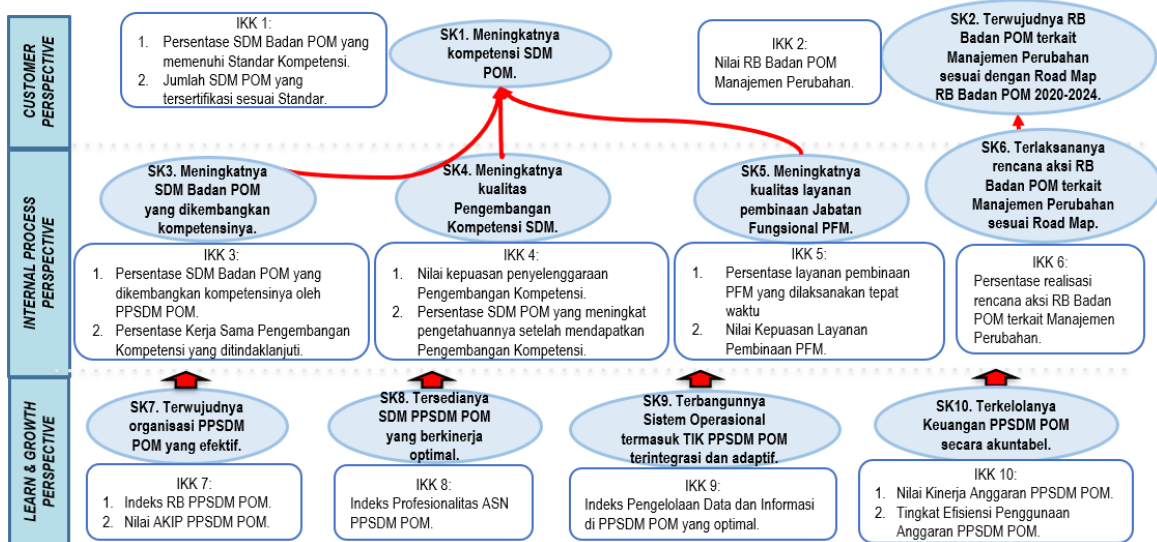 CUSTOMER
PERSPECTIVE
IKK 1:
1. Persentase SDM Badan POM yang
memenuhi Standar Kompetensi.
2. Jumlah SDM POM yang
tersertifikasi sesuai Standar.
SK1. Meningkatnya
kompetensi SDM
POM.
IKK 2:
Nilai RB Badan POM
Manajemen Perubahan.
SK2. Terwujudnya RB
Badan POM terkait
Manajemen Perubahan
sesuai dengan Road Map
RB Badan POM 2020-2024.
INTERNAL PROCESS
PERSPECTIVE
SK3. Meningkatnya
SDM Badan POM
yang dikembangkan
kompetensinya.
SK4. Meningkatnya
kualitas
Pengembangan
Kompetensi SDM.
SK5. Meningkatnya
kualitas layanan
pembinaan Jabatan
Fungsional PFM.
SK6. Terlaksananya
rencana aksi RB
Badan POM terkait
Manajemen Perubahan
sesuai Road Map.
IKK 3:
1. Persentase SDM Badan POM yang
dikembangkan kompetensinya oleh
PPSDM POM.
2. Persentase Kerja Sama Pengembangan
Kompetensi yang ditindaklanjuti.
IKK 4:
1. Nilai kepuasan penyelenggaraan
Pengembangan Kompetensi.
2. Persentase SDM POM yang meningkat
pengetahuannya setelah mendapatkan
Pengembangan Kompetensi.
IKK 5:
1. Persentase layanan pembinaan
PFM yang dilaksanakan tepat
waktu
2. Nilai Kepuasan Layanan
Pembinaan PFM.
IKK 6:
Persentase realisasi
rencana aksi RB Badan
POM terkait Manajemen
Perubahan.
LEARN & GROWTH
PERSPECTIVE
SK7. Terwujudnya
organisasi PPSDM
POM yang efektif.
SK8. Tersedianya
SDM PPSDM POM
yang berkinerja
optimal.
SK9. Terbangunnya
Sistem Operasional
termasuk TIK PPSDM POM
terintegrasi dan adaptif.
SK10. Terkelolanya
Keuangan PPSDM POM
secara akuntabel.
IKK 7:
1. Indeks RB PPSDM POM.
2. Nilai AKIP PPSDM POM.
IKK 8:
Indeks Profesionalitas ASN
PPSDM POM.
IKK 9:
Indeks Pengelolaan Data dan Informasi
di PPSDM POM yang optimal.
IKK 10:
1. Nilai Kinerja Anggaran PPSDM POM.
2. Tingkat Efisiensi Penggunaan
Anggaran PPSDM POM.